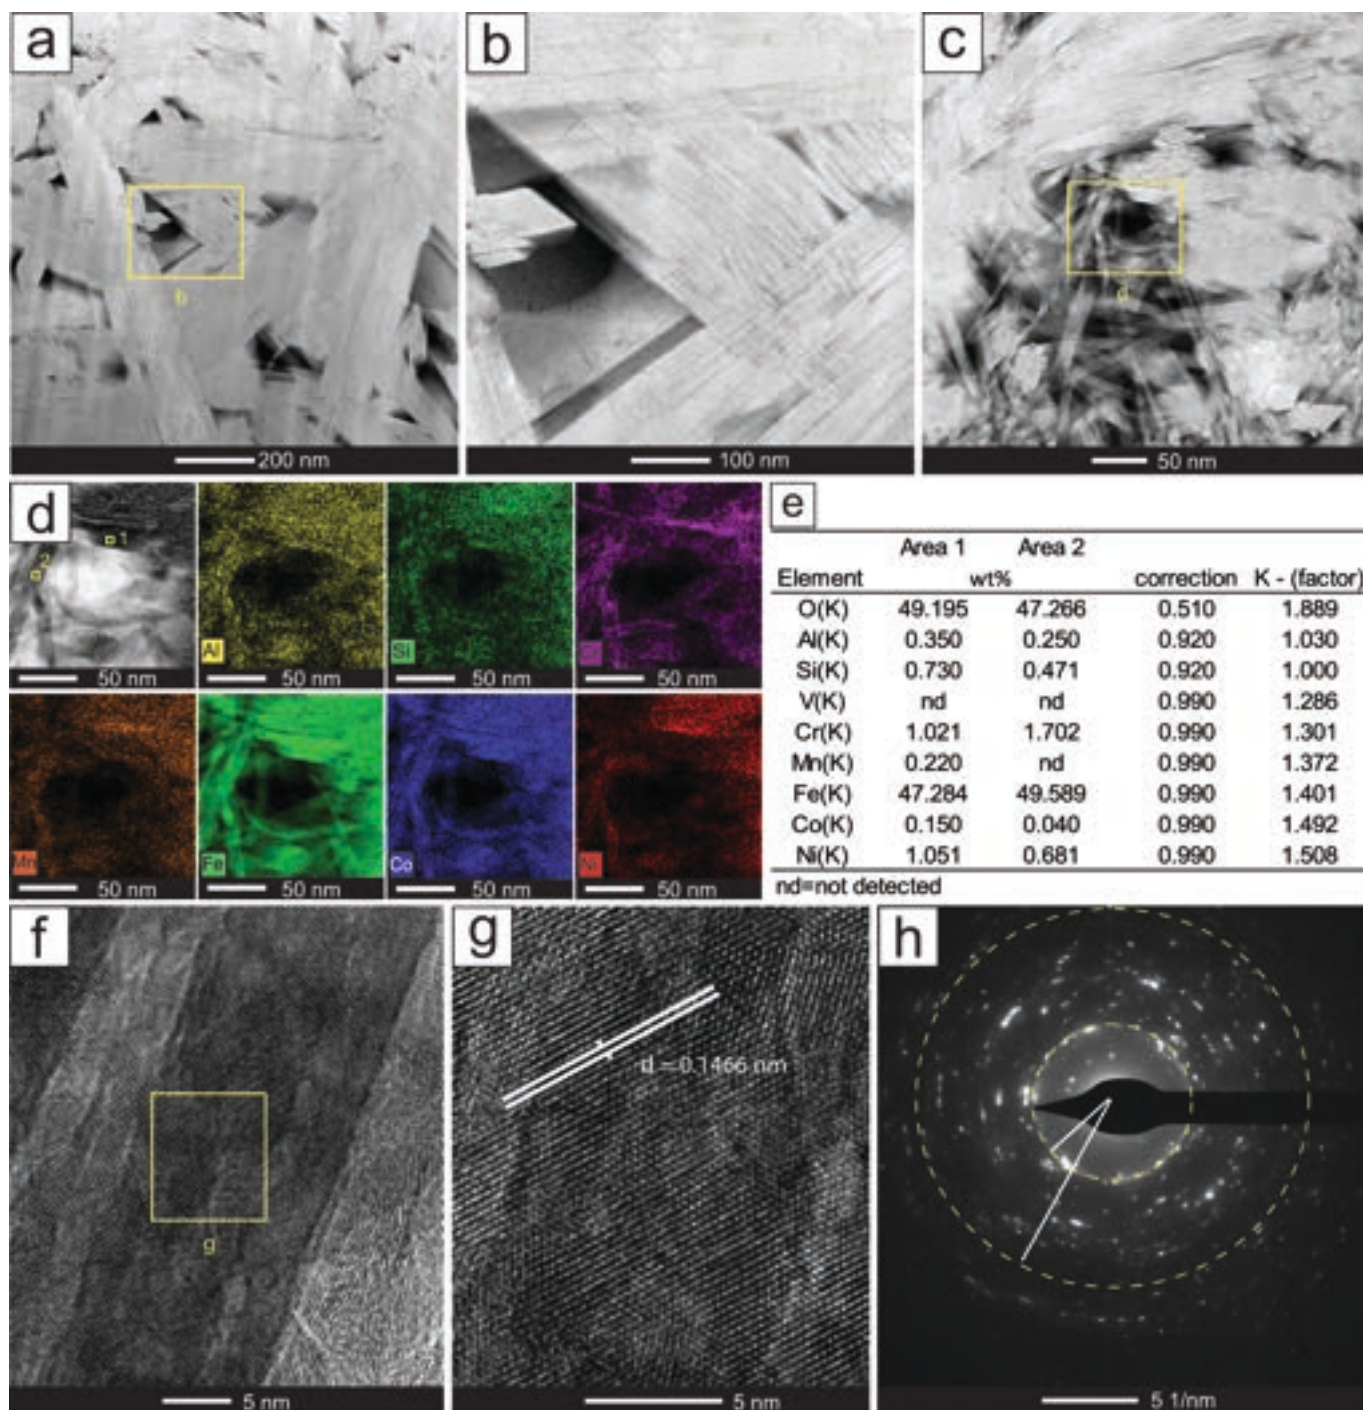 a
b
200 nm
b
100 nm
c
d
50 nm
d
1
2
50 nm
Al
50 nm
Si
50 nm
50 nm
Mn
50 nm
Fe
50 nm
Co
50 nm
Ni
50 nm
e
Area 1 Area 2
Element wt% correction K - (factor)
O(K) 49.195 47.266 0.510 1.889
Al(K) 0.350 0.250 0.920 1.030
Si(K) 0.730 0.471 0.920 1.000
V(K) nd nd 0.990 1.286
Cr(K) 1.021 1.702 0.990 1.301
Mn(K) 0.220 nd 0.990 1.372
Fe(K) 47.284 49.589 0.990 1.401
Co(K) 0.150 0.040 0.990 1.492
Ni(K) 1.051 0.681 0.990 1.508
nd=not detected
f
g
5 nm
g
d = 0.1466 nm
5 nm
h
5 1/nm